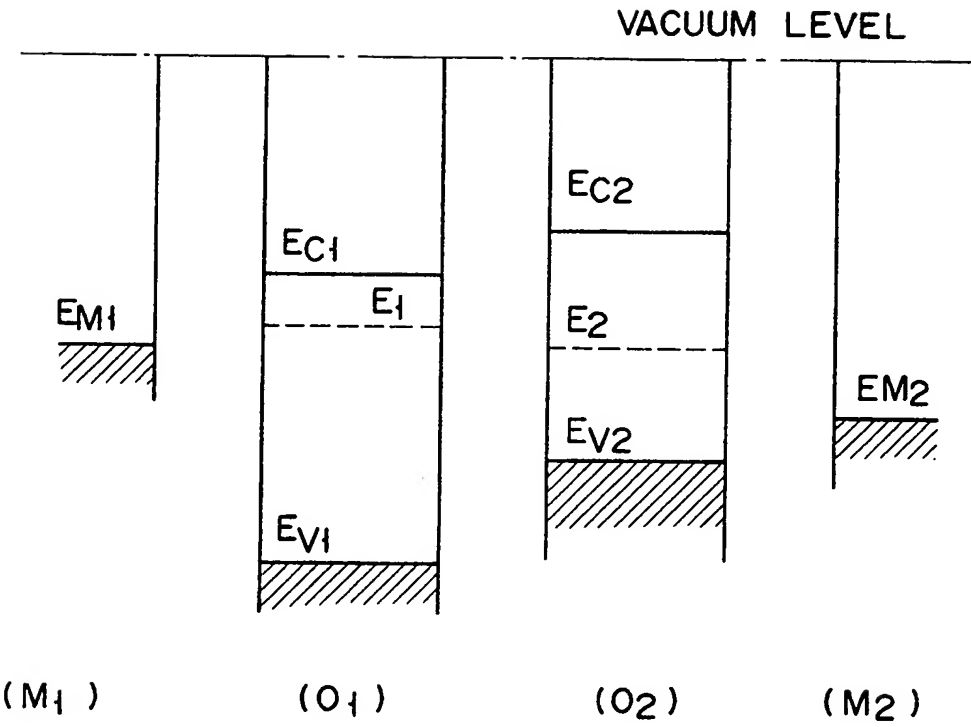 VACUUM LEVEL
EC2
EC1
E1
EM1
E2
EM2
EV2
EV1
(M1)
(O1)
(O2)
(M2)